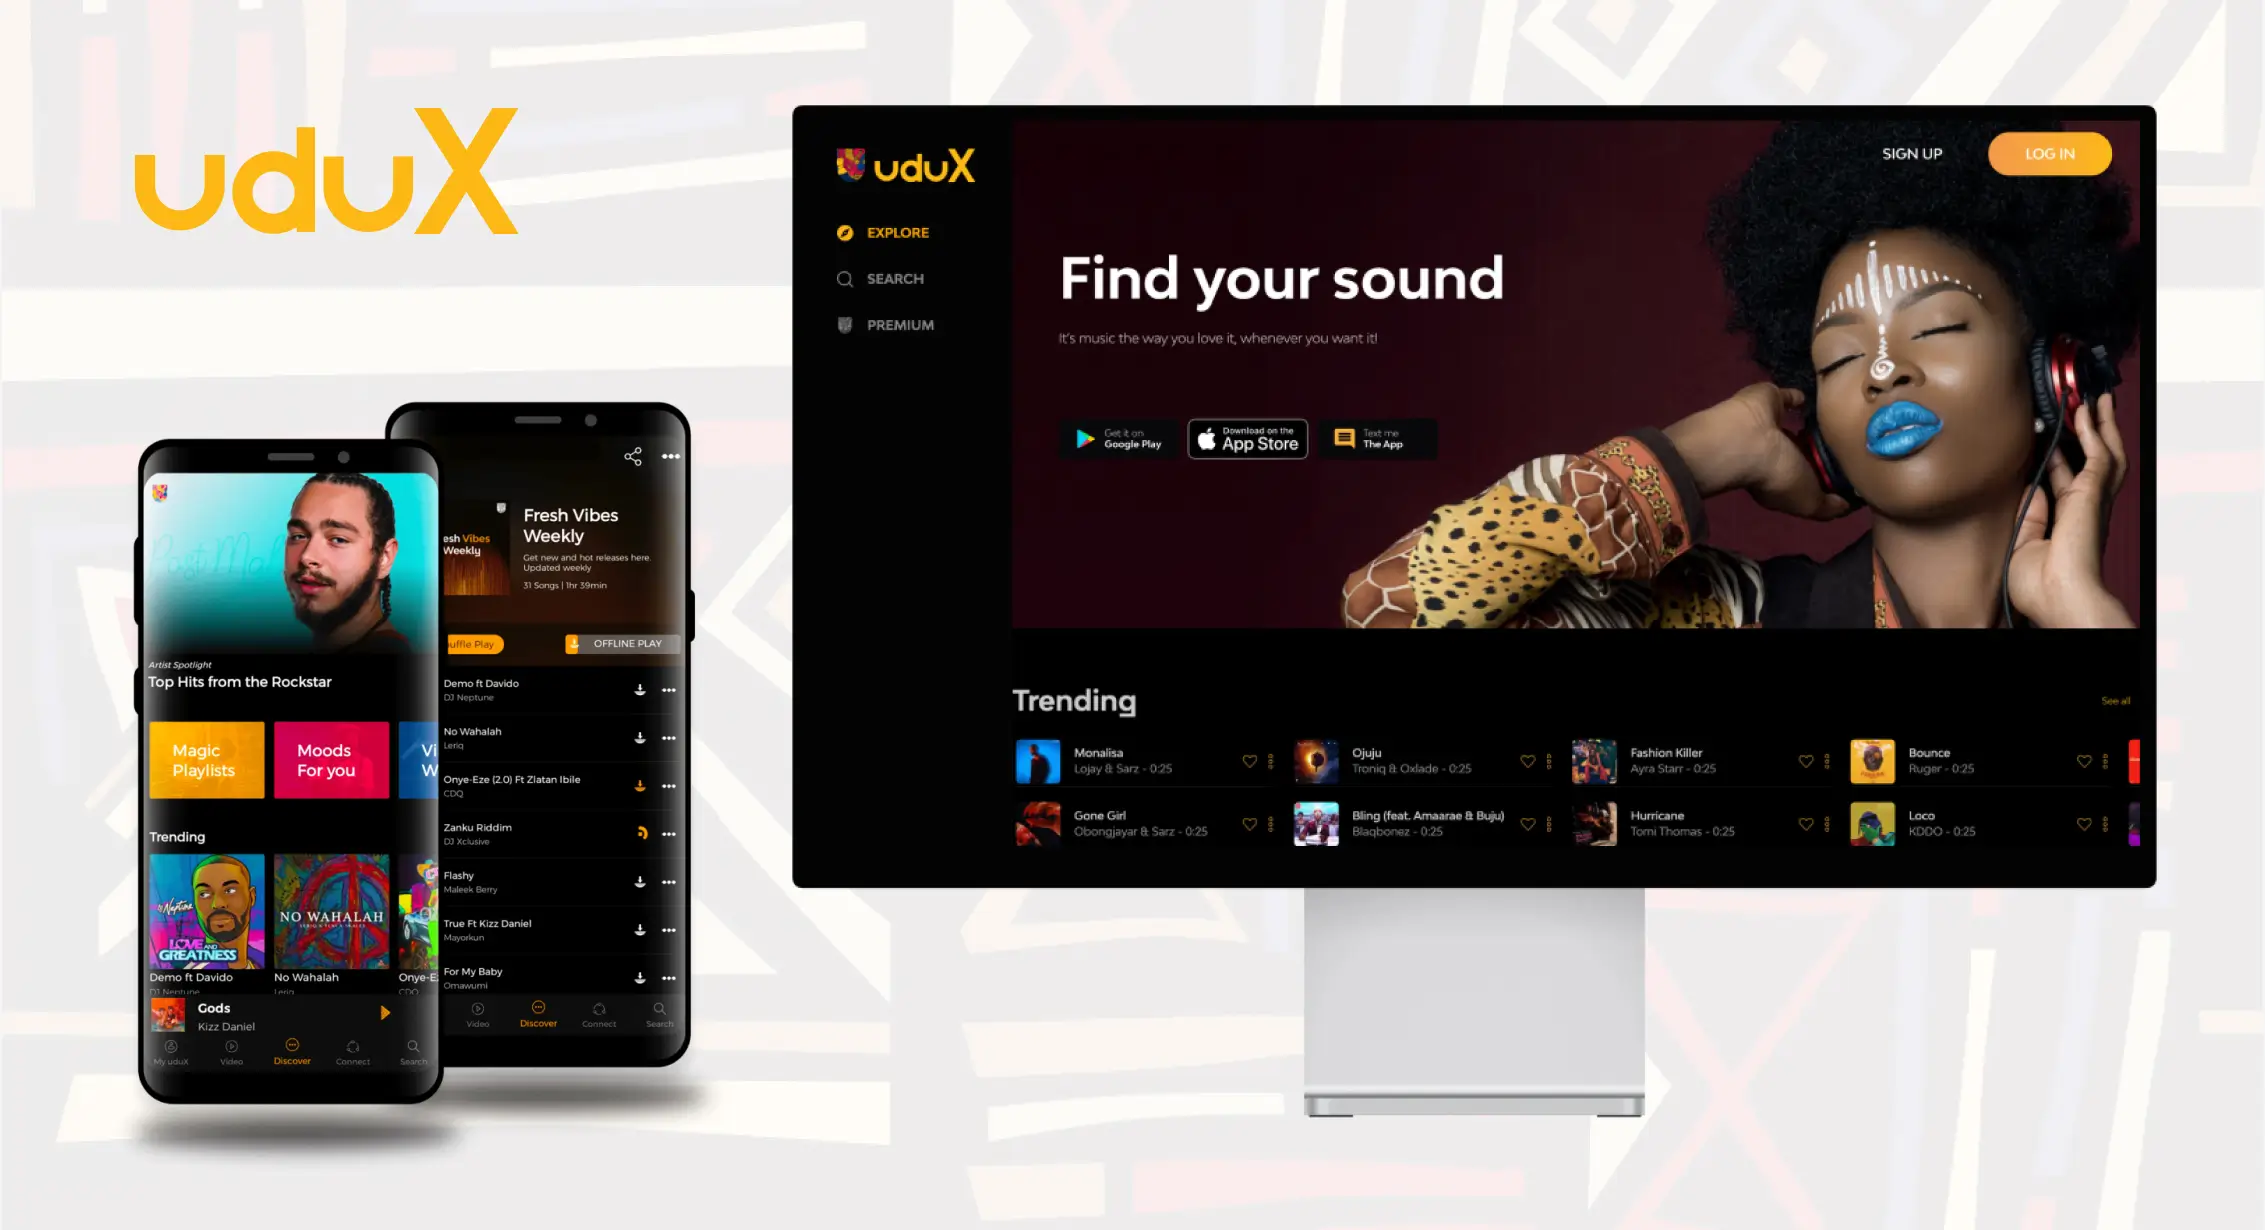 uduX
Post Mal
Artist Spotlight
Top Hits from the Rockstar
Magic
Playlists
Moods
For you
Vi
W
Trending
DJ Neptune
LOVE AND
GREATNESS
NO WAHALAH
Demo ft Davido
DJ Neptune
No Wahalah
Leriq
Onye-E
CDQ
Gods
Kizz Daniel
My uduX
Video
Discover
Connect
Search
esh Vibes
Weekly
Fresh Vibes
Weekly
Get new and hot releases here.
Updated weekly
31 Songs | 1hr 39min
uffle Play
OFFLINE PLAY
Demo ft Davido
DJ Neptune
No Wahalah
Leriq
Onye-Eze (2.0) Ft Zlatan Ibile
CDQ
Zanku Riddim
DJ Xclusive
Flashy
Maleek Berry
True Ft Kizz Daniel
Mayorkun
For My Baby
Omawumi
Video
Discover
Connect
Search
uduX
EXPLORE
SEARCH
PREMIUM
SIGN UP
LOG IN
Find your sound
It's music the way you love it, whenever you want it!
Get it on
Google Play
Download on the
App Store
Text me
The App
Trending
See all
Monalisa
Lojay & Sarz - 0:25
Ojuju
Troniq & Oxlade - 0:25
Fashion Killer
Ayra Starr - 0:25
Bounce
Ruger - 0:25
Gone Girl
Obongjayar & Sarz - 0:25
Bling (feat. Amaarae & Buju)
Blaqbonez - 0:25
Hurricane
Tomi Thomas - 0:25
Loco
KDDO - 0:25